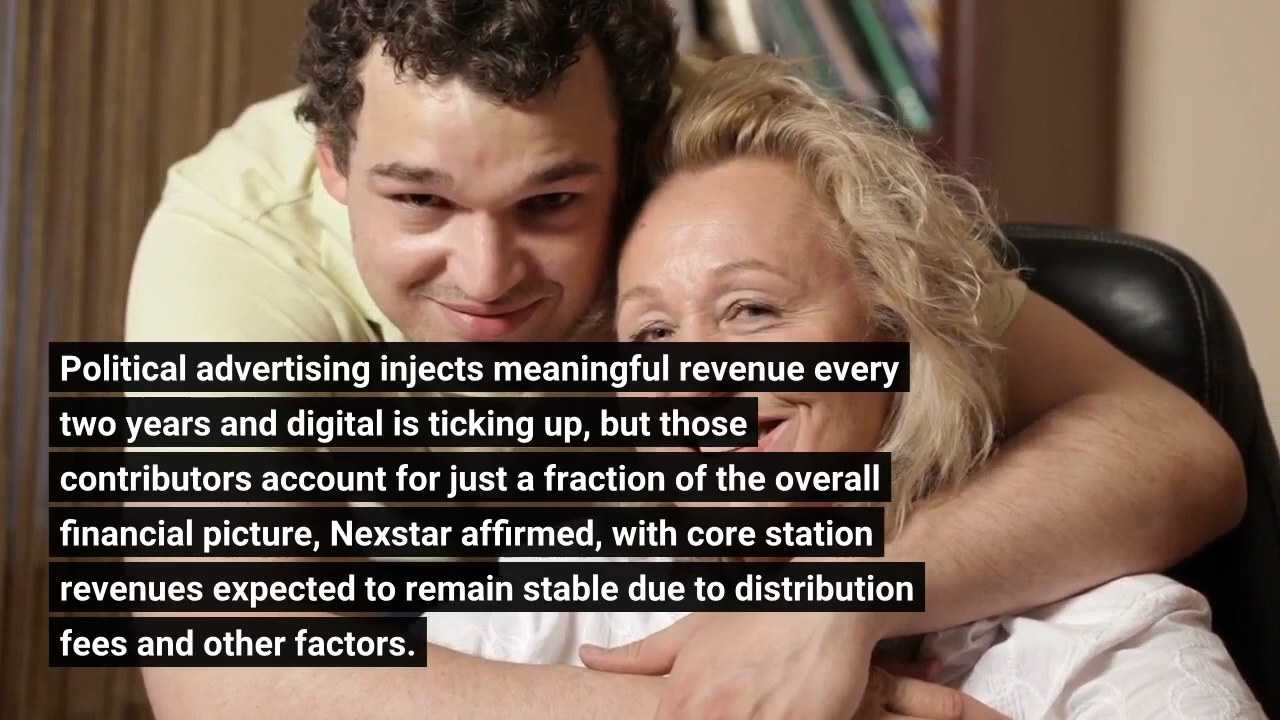 Political advertising injects meaningful revenue every
two years and digital is ticking up, but those
contributors account for just a fraction of the overall
financial picture, Nexstar affirmed, with core station
revenues expected to remain stable due to distribution
fees and other factors.